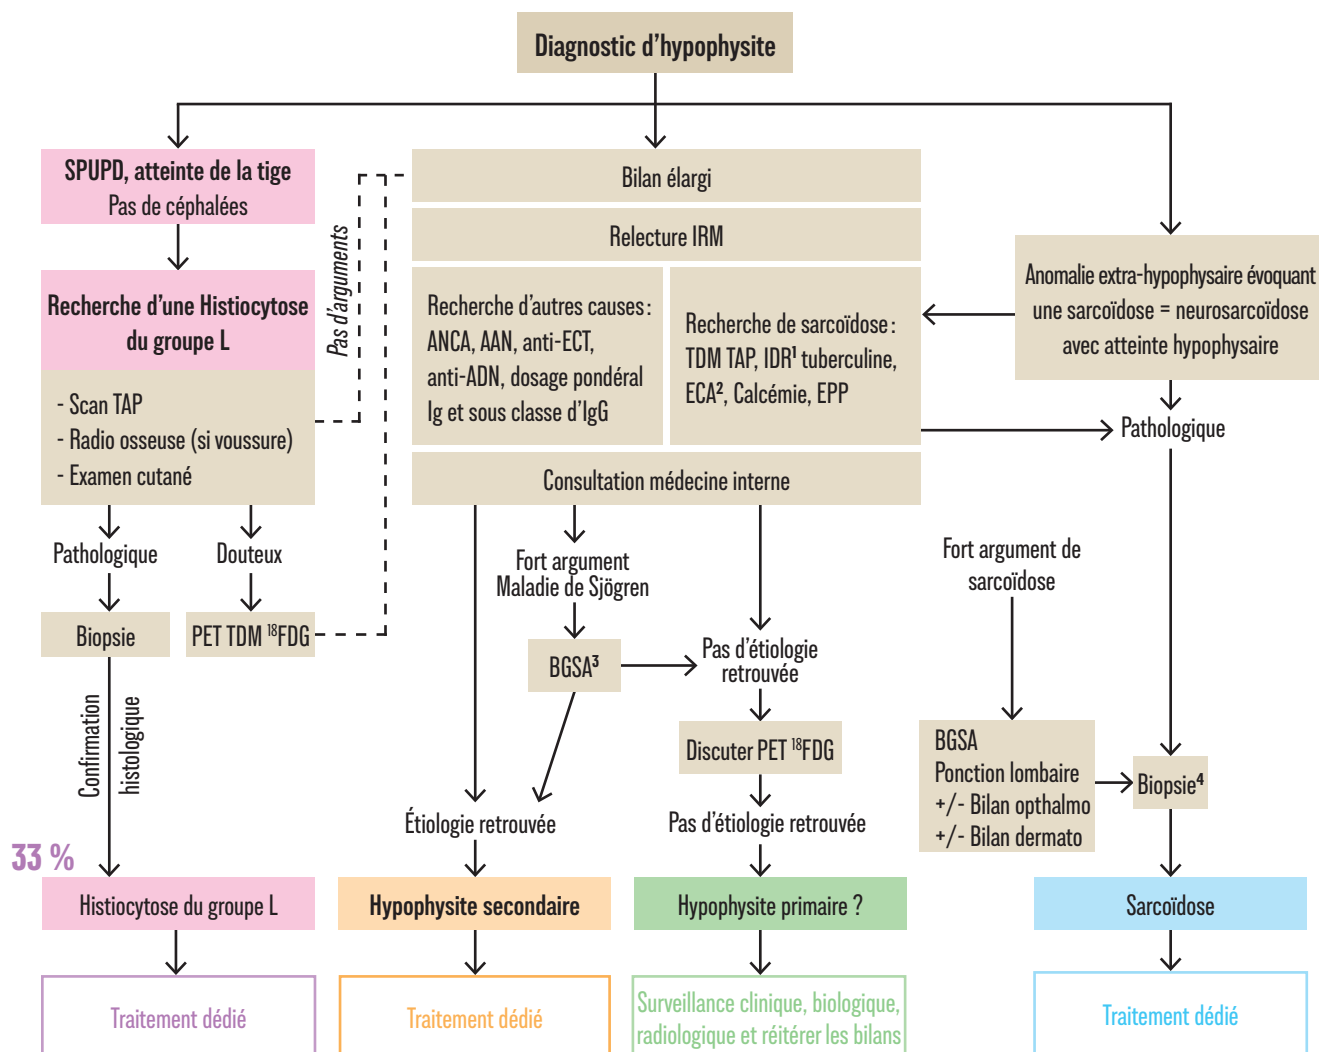 Diagnostic d'hypophysite
SPUPD, atteinte de la tige
Pas de céphalées
Recherche d'une Histiocytose
du groupe L
- Scan TAP
- Radio osseuse (si voussure)
- Examen cutané
Pathologique
Douteux
Biopsie
PET TDM ¹⁸FDG
Confirmation
histologique
33 %
Histiocytose du groupe L
Traitement dédié
Pas d'arguments
Bilan élargi
Relecture IRM
Recherche d'autres causes :
ANCA, AAN, anti-ECT,
anti-ADN, dosage pondéral
Ig et sous classe d'IgG
Recherche de sarcoïdose :
TDM TAP, IDR¹ tuberculine,
ECA², Calcémie, EPP
Consultation médecine interne
Fort argument
Maladie de Sjögren
BGSA³
Pas d'étiologie
retrouvée
Discuter PET ¹⁸FDG
Étiologie retrouvée
Pas d'étiologie retrouvée
Hypophysite secondaire
Traitement dédié
Hypophysite primaire ?
Surveillance clinique, biologique,
radiologique et réitérer les bilans
Anomalie extra-hypophysaire évoquant
une sarcoïdose = neurosarcoïdose
avec atteinte hypophysaire
Pathologique
Fort argument de
sarcoïdose
BGSA
Ponction lombaire
+/- Bilan opthalmo
+/- Bilan dermato
Biopsie⁴
Sarcoïdose
Traitement dédié